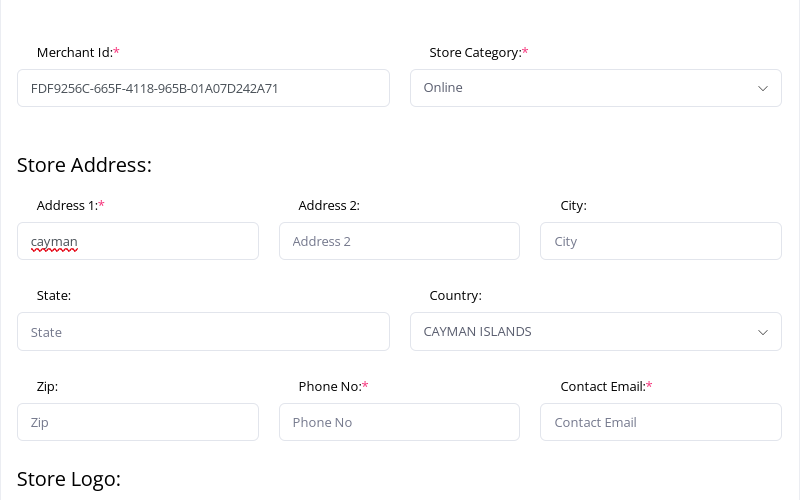 Merchant Id:*
Store Category:*
FDF9256C-665F-4118-965B-01A07D242A71
Online
Store Address:
Address 1:*
Address 2:
City:
cayman
Address 2
City
State:
Country:
State
CAYMAN ISLANDS
Zip:
Phone No:*
Contact Email:*
Zip
Phone No
Contact Email
Store Logo: